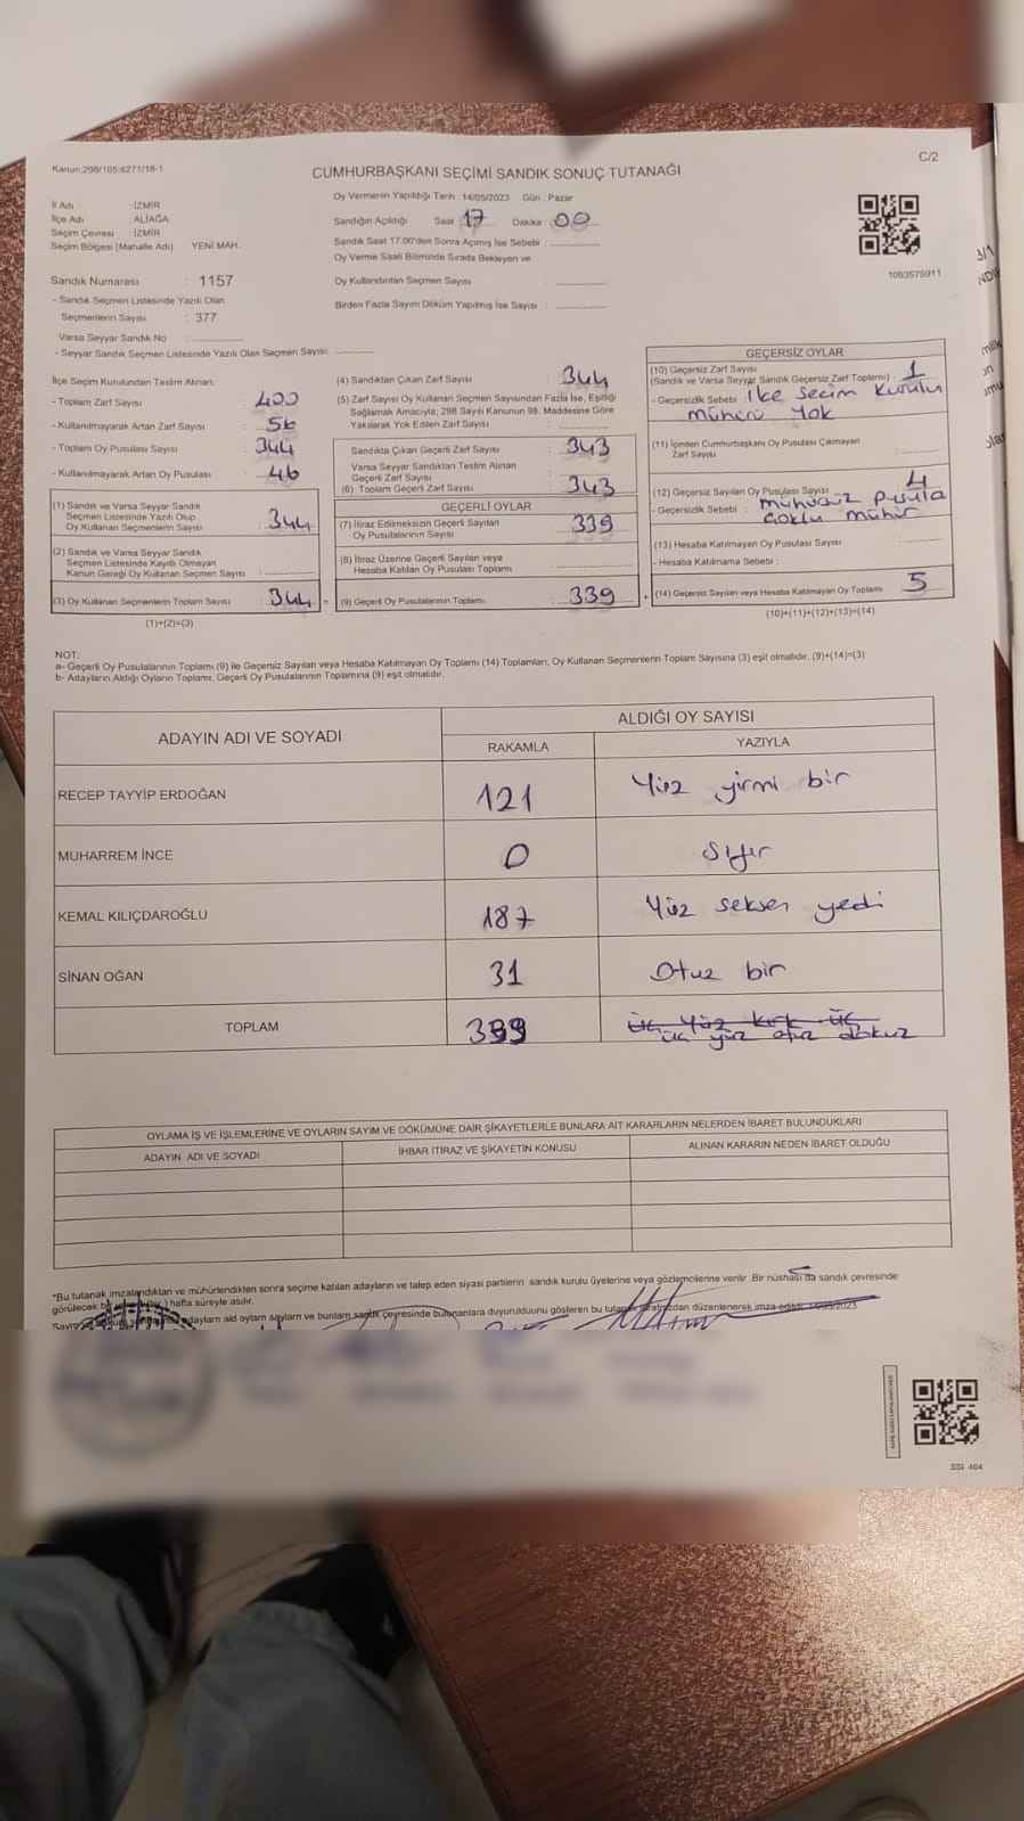 Kanun:298/105:6271/18-1
C/2
CUMHURBAŞKANI SEÇİMİ SANDIK SONUÇ TUTANAĞI
İl Adı : İZMİR
İlçe Adı : ALİAĞA
Seçim Çevresi : İZMİR
Seçim Bölgesi (Mahalle Adı) YENİ MAH.
Sandık Numarası : 1157
- Sandık Seçmen Listesinde Yazılı Olan
Seçmenlerin Sayısı : 377
Varsa Seyyar Sandık No :
- Seyyar Sandık Seçmen Listesinde Yazılı Olan Seçmen Sayısı :
Oy Vermenin Yapıldığı Tarih : 14/05/2023 Gün : Pazar
Sandığın Açıldığı Saat : 17 Dakika : 00
Sandık Saat 17.00'den Sonra Açılmış İse Sebebi :
Oy Verme Saati Bitiminde Sırada Bekleyen ve
Oy Kullandırılan Seçmen Sayısı
Birden Fazla Sayım Döküm Yapılmış İse Sayısı :
1083578911
İlçe Seçim Kurulundan Teslim Alınan:
- Toplam Zarf Sayısı : 400
- Kullanılmayarak Artan Zarf Sayısı : 56
- Toplam Oy Pusulası Sayısı : 344
- Kullanılmayarak Artan Oy Pusulası : 46
(1) Sandık ve Varsa Seyyar Sandık
Seçmen Listesinde Yazılı Olup
Oy Kullanan Seçmenlerin Sayısı : 344
(2) Sandık ve Varsa Seyyar Sandık
Seçmen Listesinde Kayıtlı Olmayan
Kanun Gereği Oy Kullanan Seçmen Sayısı :
(3) Oy Kullanan Seçmenlerin Toplam Sayısı : 344
(1)+(2)=(3)
(4) Sandıktan Çıkan Zarf Sayısı : 344
(5) Zarf Sayısı Oy Kullanan Seçmen Sayısından Fazla İse, Eşitliği
Sağlamak Amacıyla, 298 Sayılı Kanunun 98. Maddesine Göre
Yakılarak Yok Edilen Zarf Sayısı :
Sandıkta Çıkan Geçerli Zarf Sayısı : 343
Varsa Seyyar Sandıktan Teslim Alınan
Geçerli Zarf Sayısı :
(6) Toplam Geçerli Zarf Sayısı : 343
GEÇERLİ OYLAR
(7) İtiraz Edilmeksizin Geçerli Sayılan
Oy Pusulalarının Sayısı : 339
(8) İtiraz Üzerine Geçerli Sayılan veya
Hesaba Katılan Oy Pusulası Toplamı :
(9) Geçerli Oy Pusulalarının Toplamı : 339
GEÇERSİZ OYLAR
(10) Geçersiz Zarf Sayısı
(Sandık ve Varsa Seyyar Sandık Geçersiz Zarf Toplamı) : 1
- Geçersizlik Sebebi : ilçe seçim kurulu
mührü Yok
(11) İçinden Cumhurbaşkanı Oy Pusulası Çıkmayan
Zarf Sayısı :
(12) Geçersiz Sayılan Oy Pusulası Sayısı : 4
- Geçersizlik Sebebi : mühürsüz pusula
Çoklu mühür
(13) Hesaba Katılmayan Oy Pusulası Sayısı :
- Hesaba Katılmama Sebebi :
(14) Geçersiz Sayılan veya Hesaba Katılmayan Oy Toplamı : 5
(10)+(11)+(12)+(13)=(14)
NOT:
a- Geçerli Oy Pusulalarının Toplamı (9) ile Geçersiz Sayılan veya Hesaba Katılmayan Oy Toplamı (14) Toplamları, Oy Kullanan Seçmenlerin Toplam Sayısına (3) eşit olmalıdır. (9)+(14)=(3)
b- Adayların Aldığı Oyların Toplamı, Geçerli Oy Pusulalarının Toplamına (9) eşit olmalıdır.
ADAYIN ADI VE SOYADI
ALDIĞI OY SAYISI
RAKAMLA YAZIYLA
RECEP TAYYİP ERDOĞAN 121 Yüz yirmi bir
MUHARREM İNCE 0 Sıfır
KEMAL KILIÇDAROĞLU 187 Yüz seksen yedi
SİNAN OĞAN 31 Otuz bir
TOPLAM 339 üç yüz kırk üç
üç yüz otuz dokuz
OYLAMA İŞ VE İŞLEMLERİNE VE OYLARIN SAYIM VE DÖKÜMÜNE DAİR ŞİKAYETLERLE BUNLARA AİT KARARLARIN NELERDEN İBARET BULUNDUKLARI
ADAYIN ADI VE SOYADI İHBAR İTİRAZ VE ŞİKAYETİN KONUSU ALINAN KARARIN NEDEN İBARET OLDUĞU
*Bu tutanak imzalandıktan ve mühürlendikten sonra seçime katılan adayların ve talep eden siyasi partilerin sandık kurulu üyelerine veya gözlemcilerine verilir. Bir nüshası da sandık çevresinde
görülecek bir hafta süreyle asılır.
adayların ald oyların sayıları ve bunların sandık çevresinde bulunanlara duyurulduğunu gösteren bu tutanak tarafımızdan düzenlenerek imza edildi. 14/05/2023
SSI 404